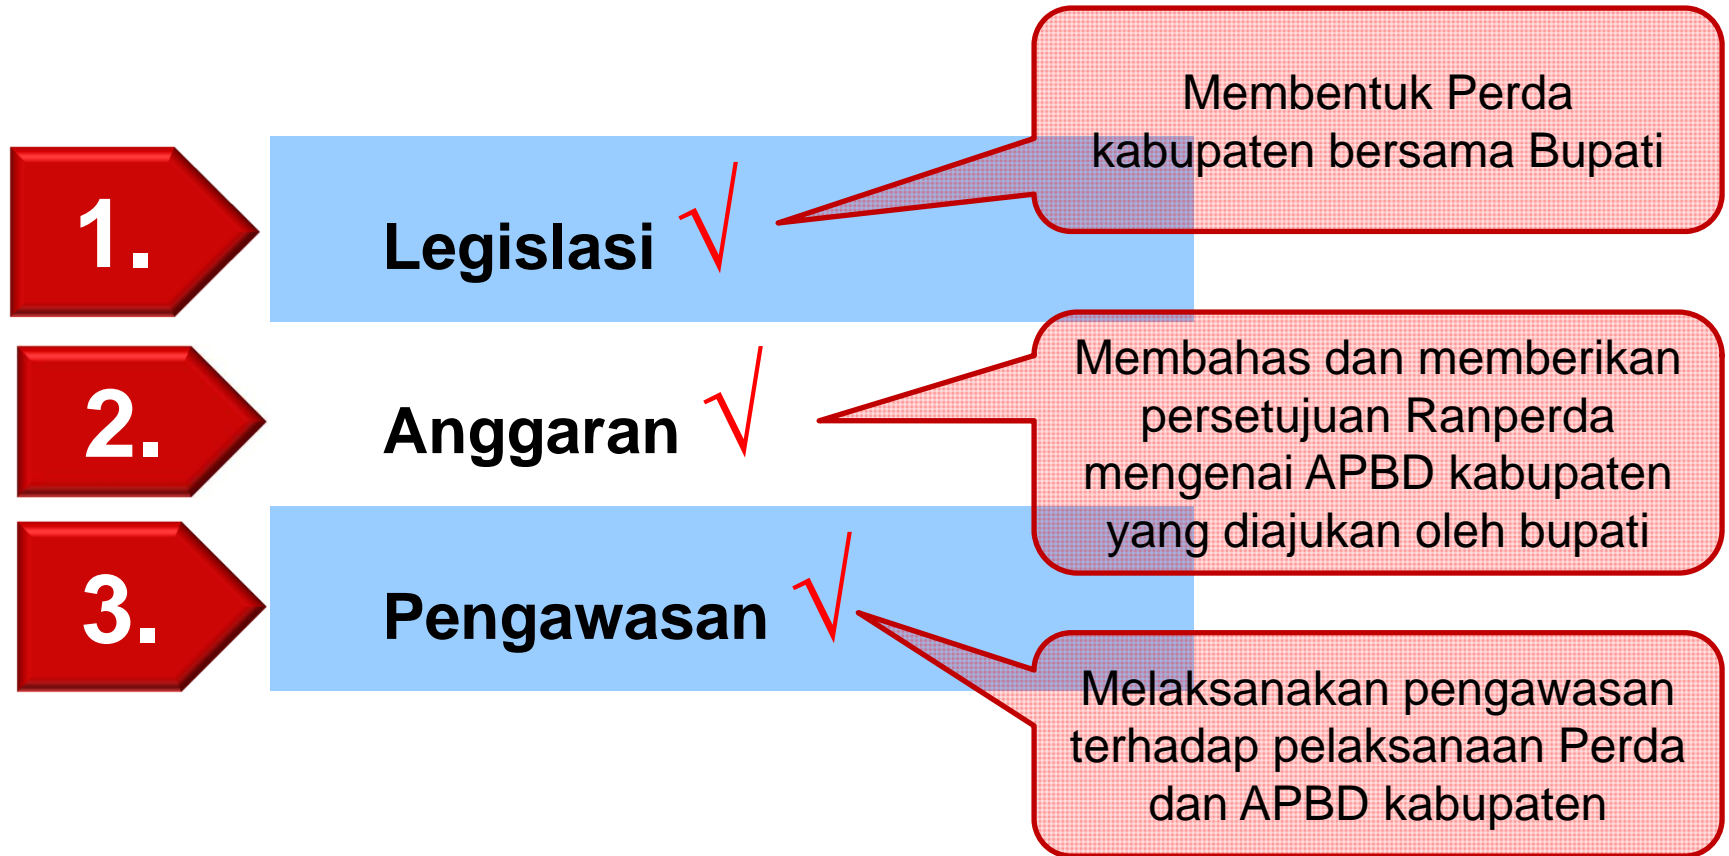 1.
Legislasi √
Membentuk Perda
kabupaten bersama Bupati
2.
Anggaran √
Membahas dan memberikan
persetujuan Ranperda
mengenai APBD kabupaten
yang diajukan oleh bupati
3.
Pengawasan √
Melaksanakan pengawasan
terhadap pelaksanaan Perda
dan APBD kabupaten